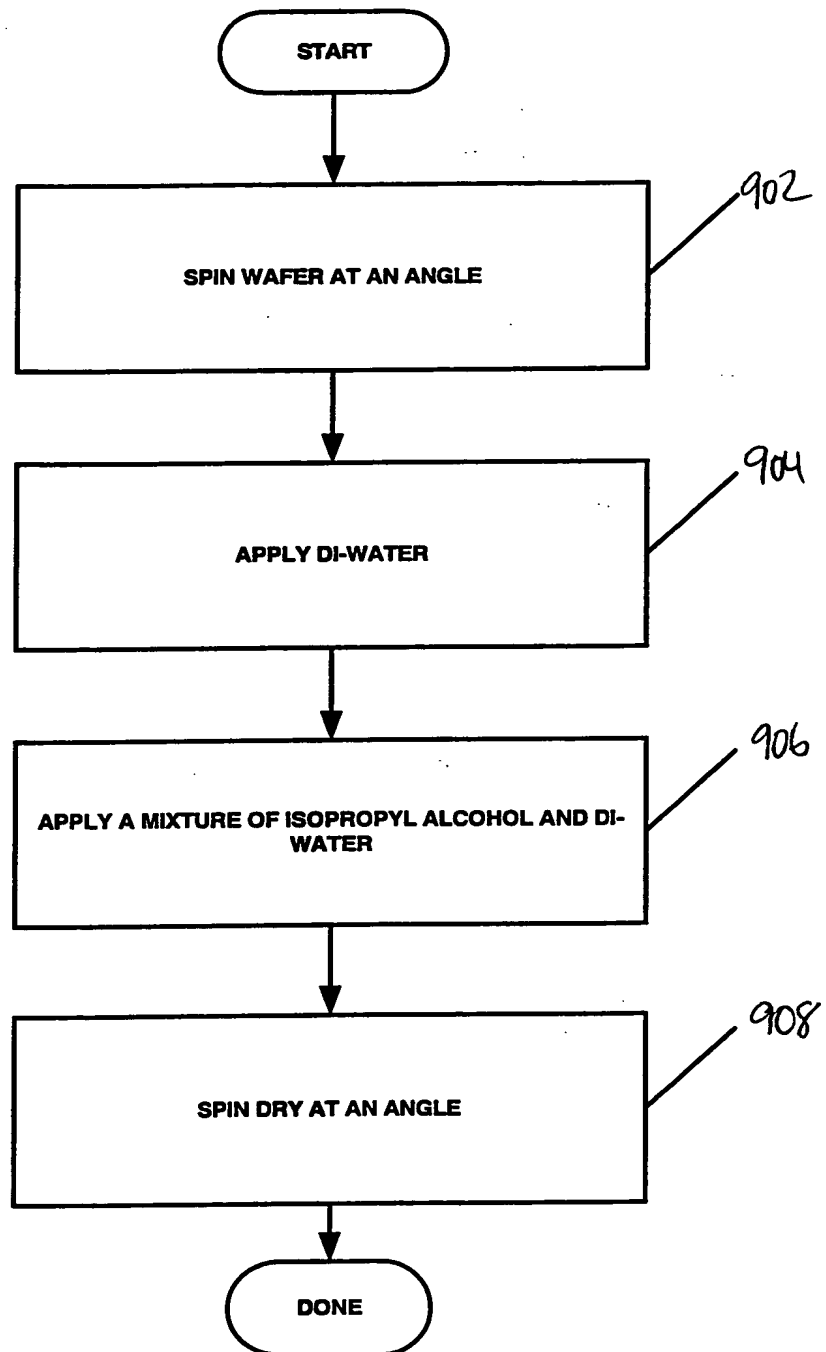 START
902
SPIN WAFER AT AN ANGLE
904
APPLY DI-WATER
906
APPLY A MIXTURE OF ISOPROPYL ALCOHOL AND DI-
WATER
908
SPIN DRY AT AN ANGLE
DONE